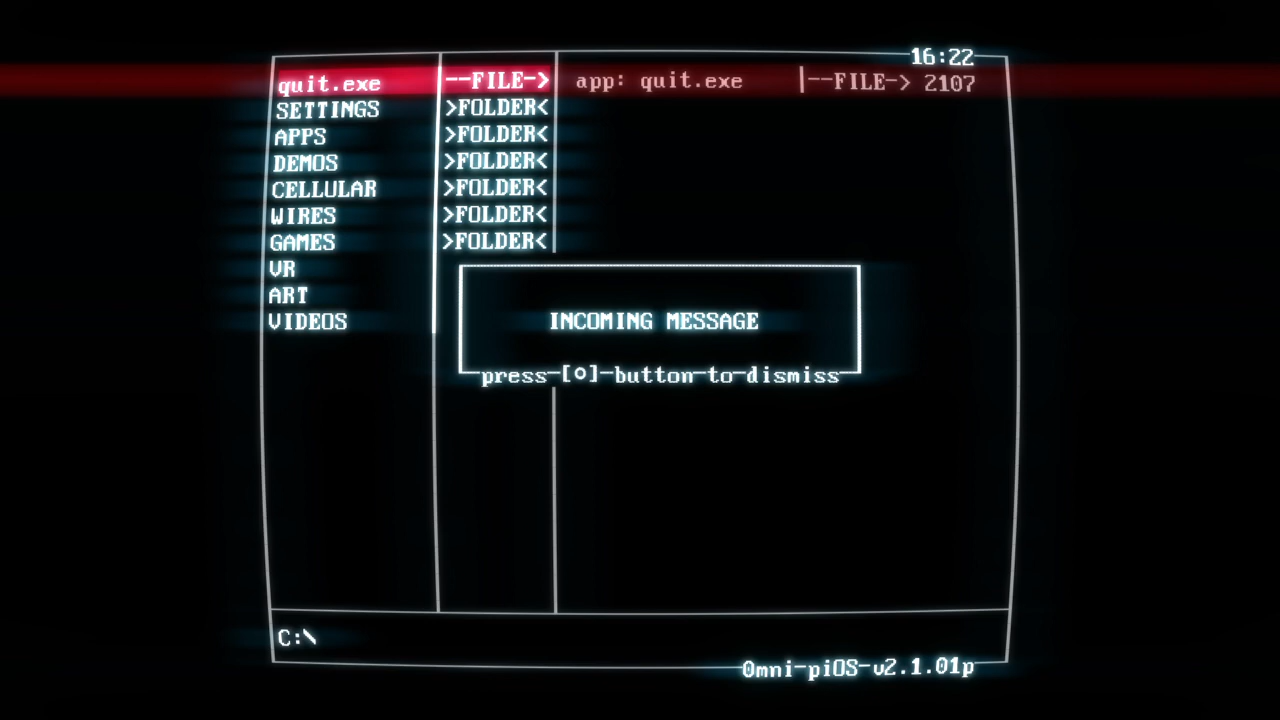 16:22
quit.exe --FILE-> app: quit.exe |--FILE-> 2107
SETTINGS >FOLDER<
APPS >FOLDER<
DEMOS >FOLDER<
CELLULAR >FOLDER<
WIRES >FOLDER<
GAMES >FOLDER<
VR
ART
VIDEOS
INCOMING MESSAGE
press-[O]-button-to-dismiss
C:\
Omni-piOS-v2.1.01p